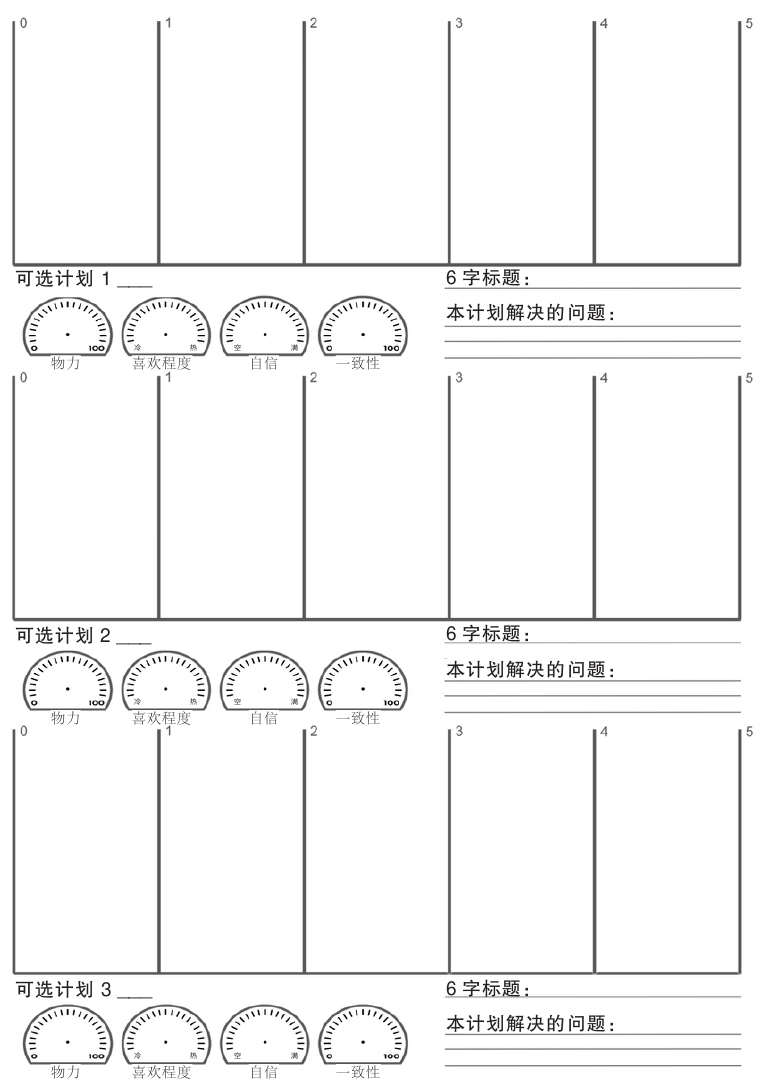 0 1 2 3 4 5
可选计划 1 ___ 6 字标题：
本计划解决的问题：
0 100 冷 热 空 满 0 100
物力 喜欢程度 自信 一致性
0 1 2 3 4 5
可选计划 2 ___ 6 字标题：
本计划解决的问题：
0 100 冷 热 空 满 0 100
物力 喜欢程度 自信 一致性
0 1 2 3 4 5
可选计划 3 ___ 6 字标题：
本计划解决的问题：
0 100 冷 热 空 满 0 100
物力 喜欢程度 自信 一致性